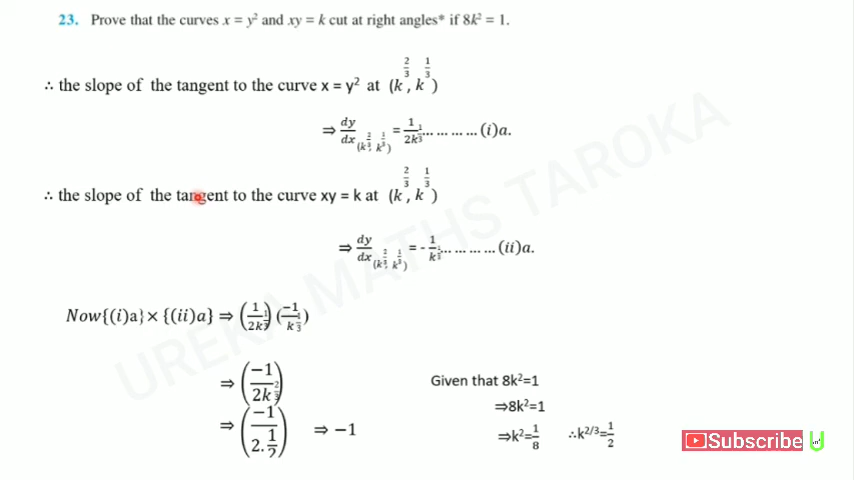 23. Prove that the curves x = y² and xy = k cut at right angles* if 8k² = 1.
∴ the slope of the tangent to the curve x = y² at (k^{2/3}, k^{1/3})
⇒ dy/dx_{(k^{2/3}, k^{1/3})} = 1/(2k^{1/3})... ... ... ...(i)a.
∴ the slope of the tangent to the curve xy = k at (k^{2/3}, k^{1/3})
⇒ dy/dx_{(k^{2/3}, k^{1/3})} = - 1/k^{1/3}... ... ... ...(ii)a.
Now{(i)a} × {(ii)a} ⇒ (1/(2k^{1/3})) (−1/k^{1/3})
⇒ (−1/(2k^{2/3}))
⇒ (−1/(2.1/2)) ⇒ −1
Given that 8k²=1
⇒8k²=1
⇒k²=1/8 ∴k^{2/3}=1/2
Subscribe
UREKA MATHS TAROKA